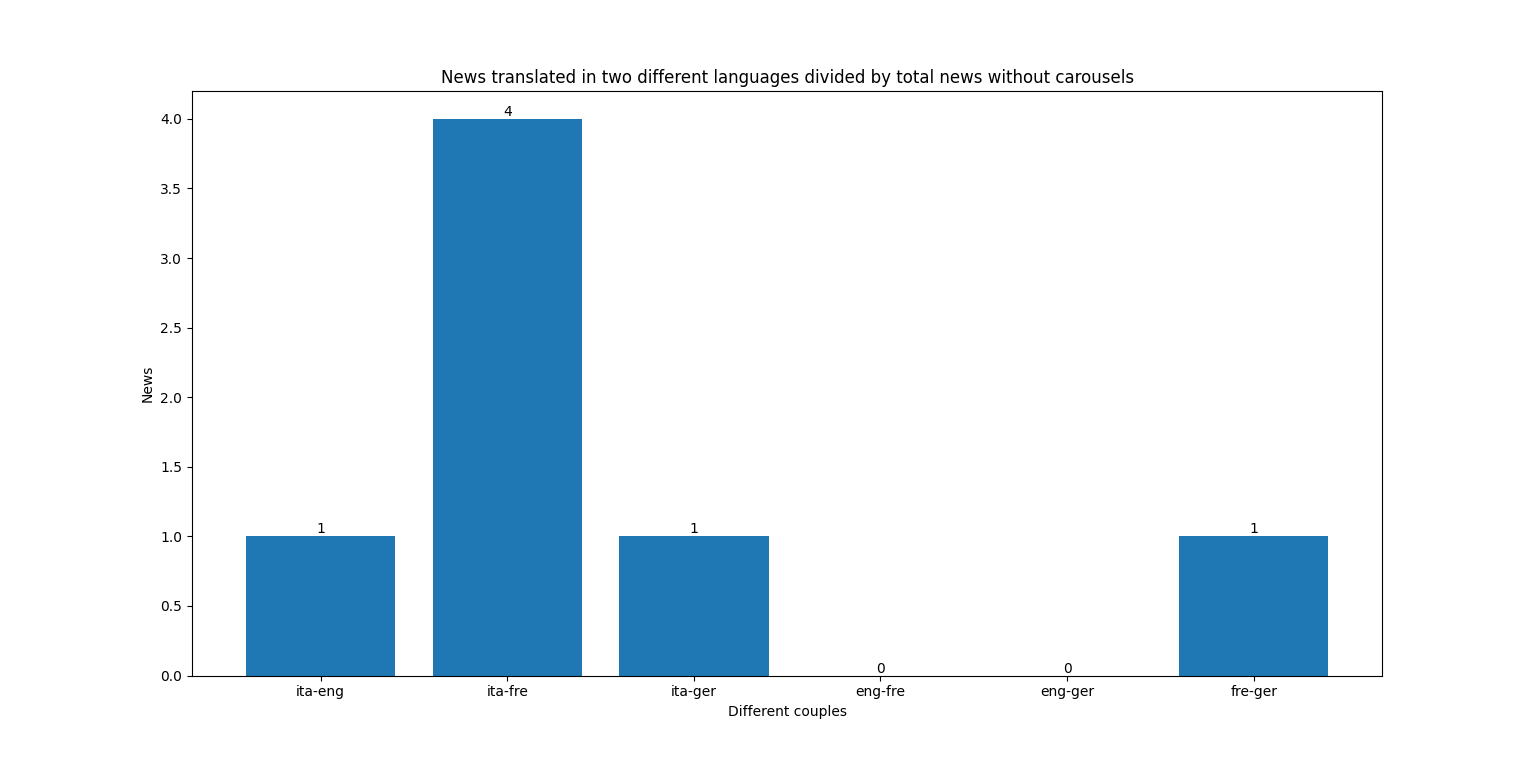 News translated in two different languages divided by total news without carousels
4
4.0
3.5
3.0
2.5
2.0
1.5
1.0
0.5
0.0
News
1
1
0
0
1
ita-eng
ita-fre
ita-ger
eng-fre
eng-ger
fre-ger
Different couples